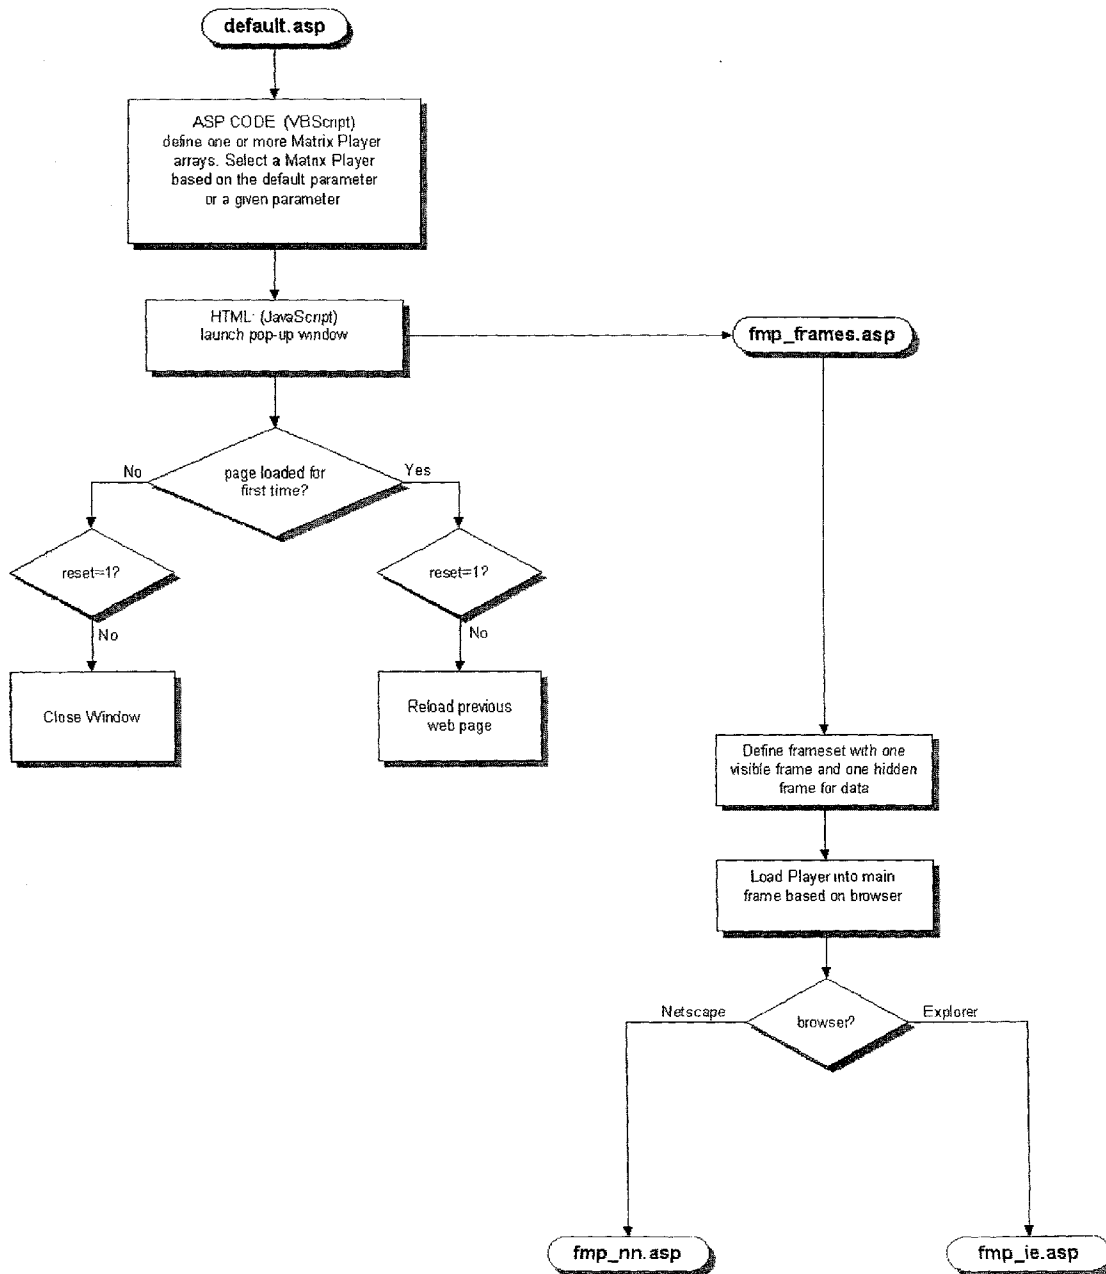 default.asp
ASP CODE (VBScript)
define one or more Matrix Player
arrays. Select a Matrix Player
based on the default parameter
or a given parameter
HTML: (JavaScript)
launch pop-up window
fmp_frames.asp
page loaded for
first time?
No
Yes
reset=1?
reset=1?
No
No
Close Window
Reload previous
web page
Define frameset with one
visible frame and one hidden
frame for data
Load Player into main
frame based on browser
browser?
Netscape
Explorer
fmp_nn.asp
fmp_ie.asp